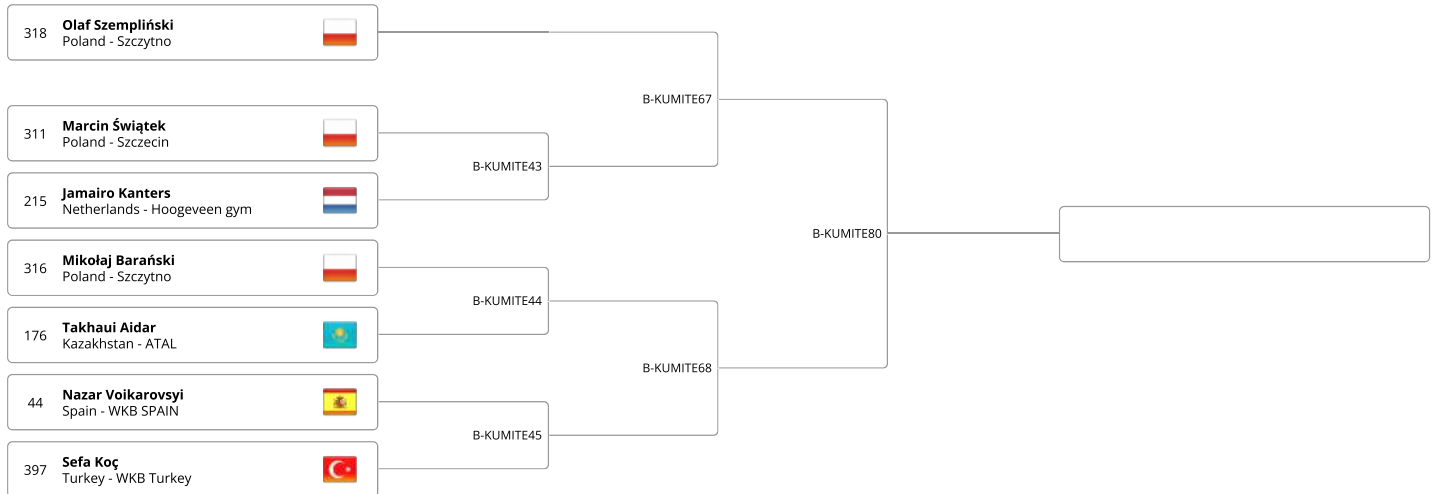 318
Olaf Szempliński
Poland - Szczytno
311
Marcin Świątek
Poland - Szczecin
215
Jamairo Kanters
Netherlands - Hoogeveen gym
316
Mikołaj Barański
Poland - Szczytno
176
Takhaui Aidar
Kazakhstan - ATAL
44
Nazar Voikarovsyi
Spain - WKB SPAIN
397
Sefa Koç
Turkey - WKB Turkey
B-KUMITE43
B-KUMITE44
B-KUMITE45
B-KUMITE67
B-KUMITE68
B-KUMITE80